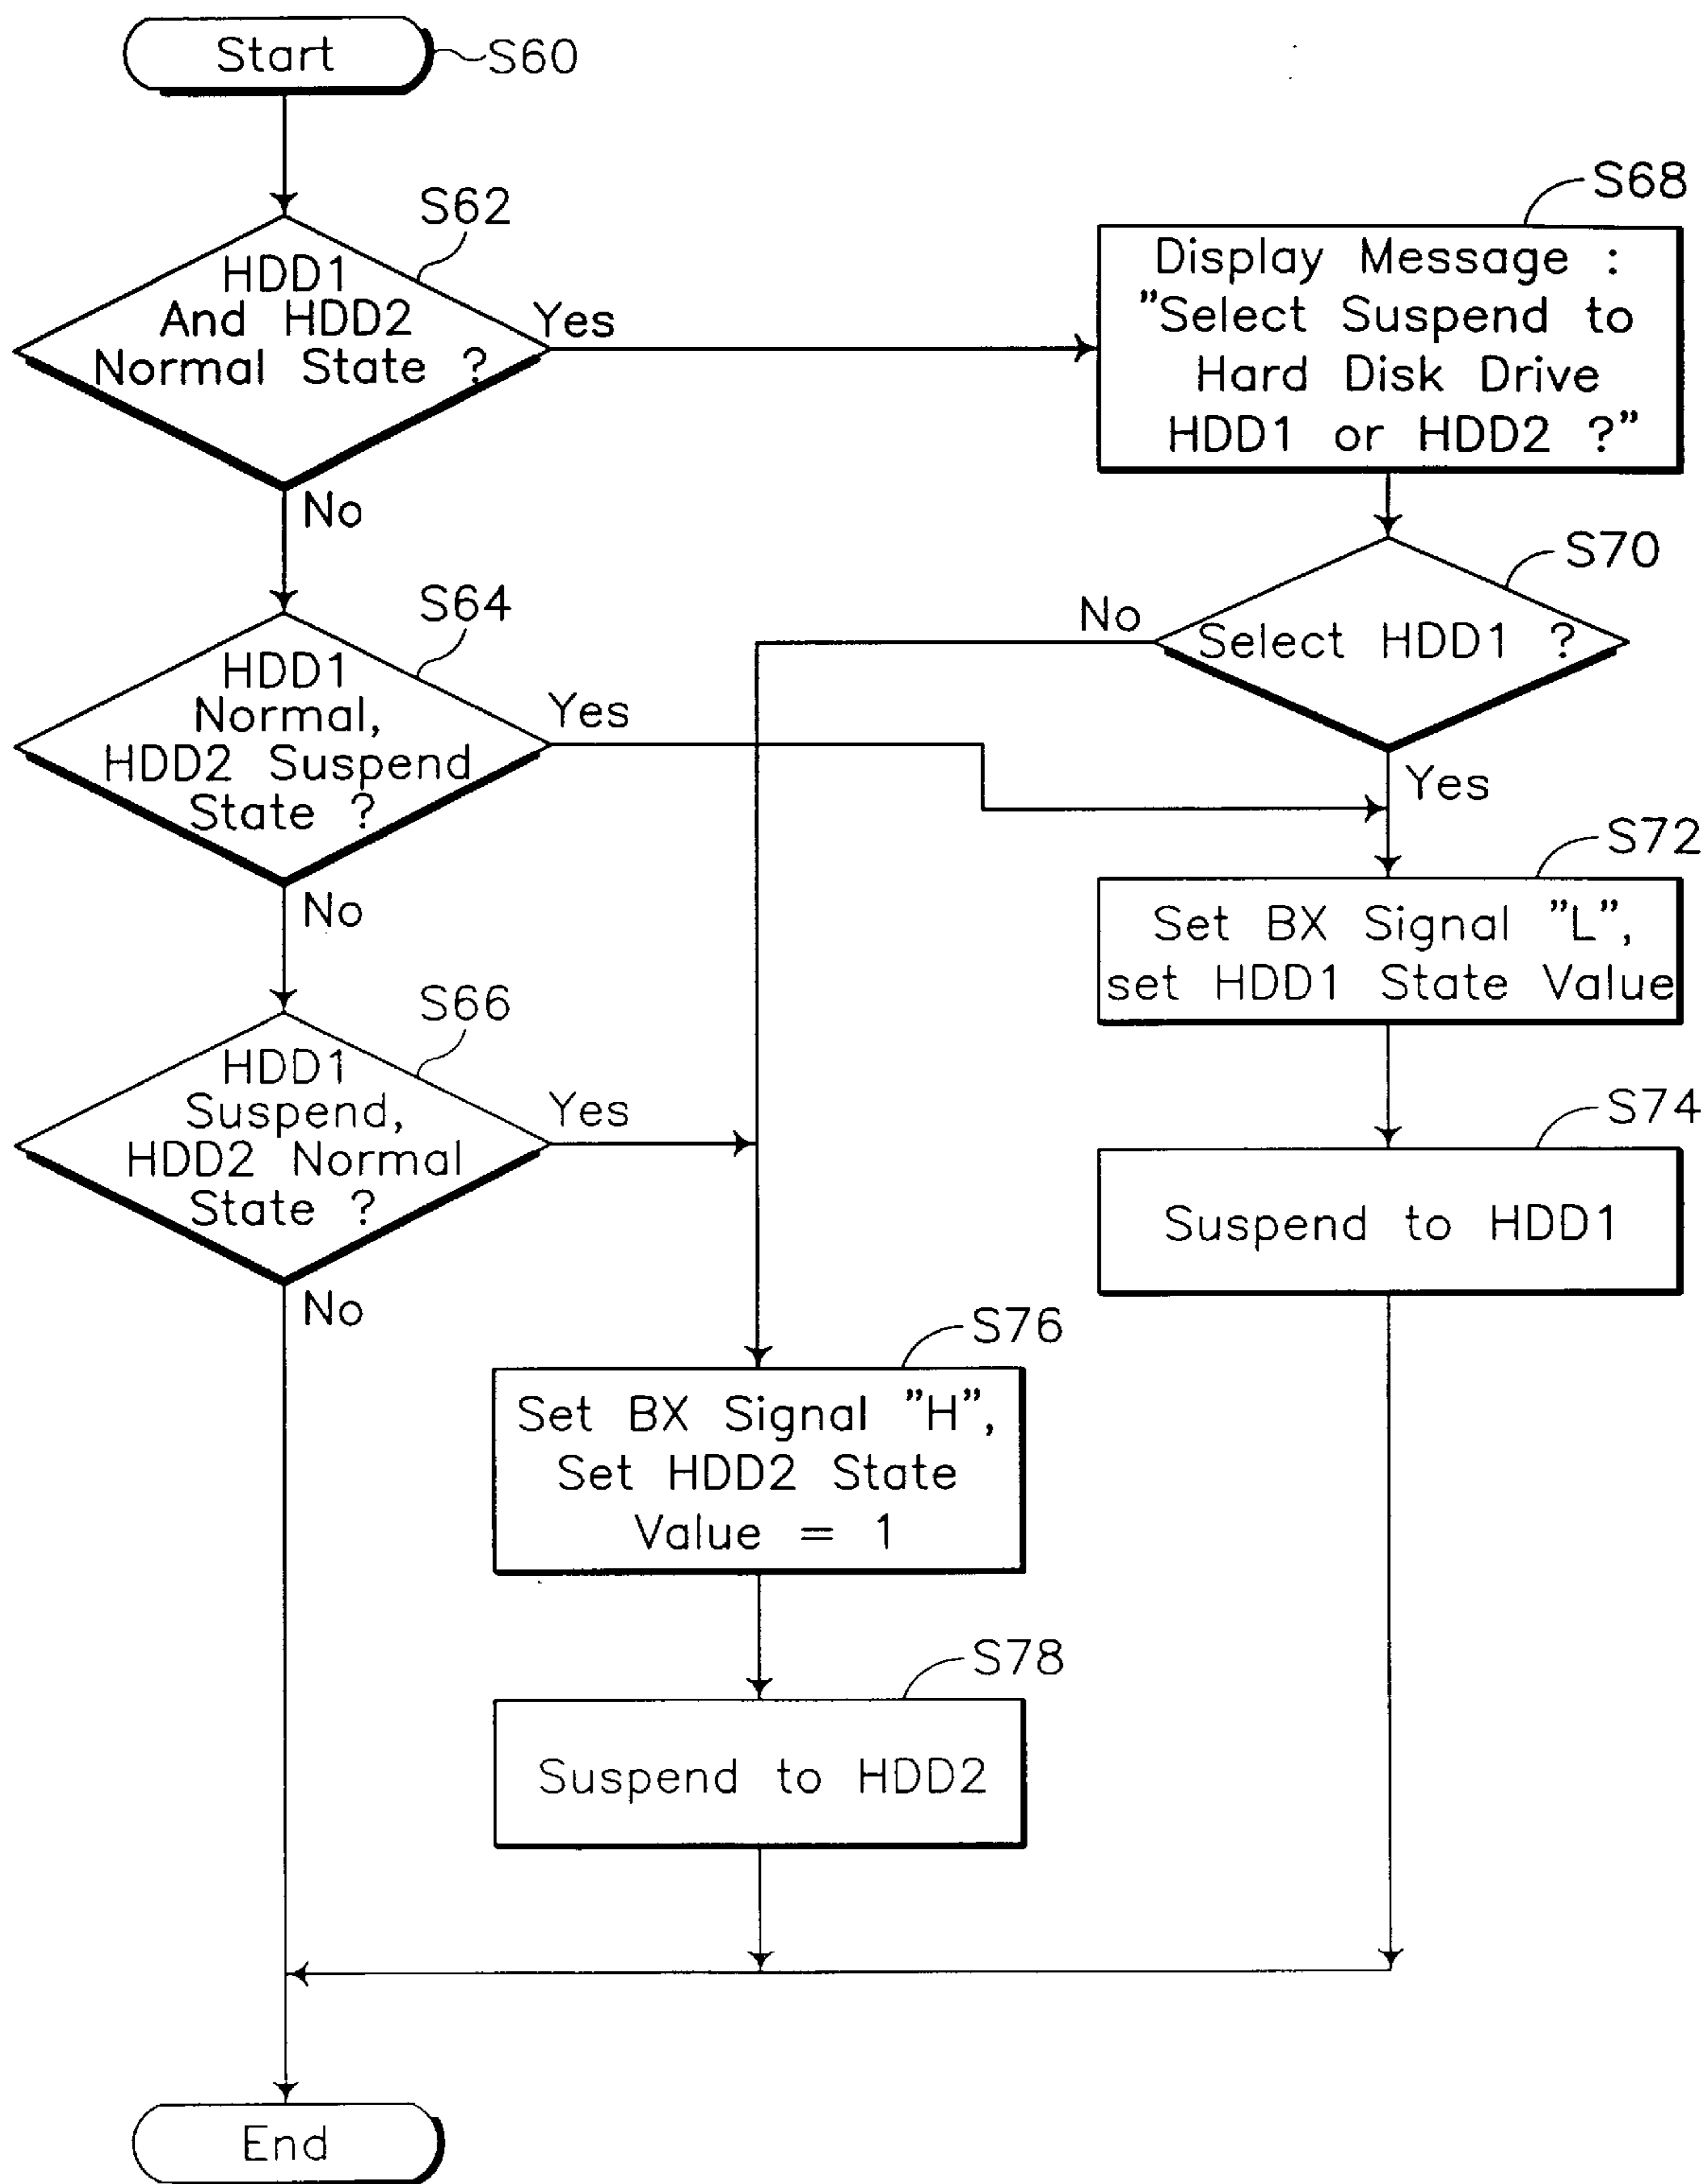 Start
S60
S62
HDD1
And HDD2
Normal State ?
Yes
No
S68
Display Message :
"Select Suspend to
Hard Disk Drive
HDD1 or HDD2 ?"
S70
Select HDD1 ?
No
Yes
S64
HDD1
Normal,
HDD2 Suspend
State ?
Yes
No
S72
Set BX Signal "L",
set HDD1 State Value
S66
HDD1
Suspend,
HDD2 Normal
State ?
Yes
No
S74
Suspend to HDD1
S76
Set BX Signal "H",
Set HDD2 State
Value = 1
S78
Suspend to HDD2
End